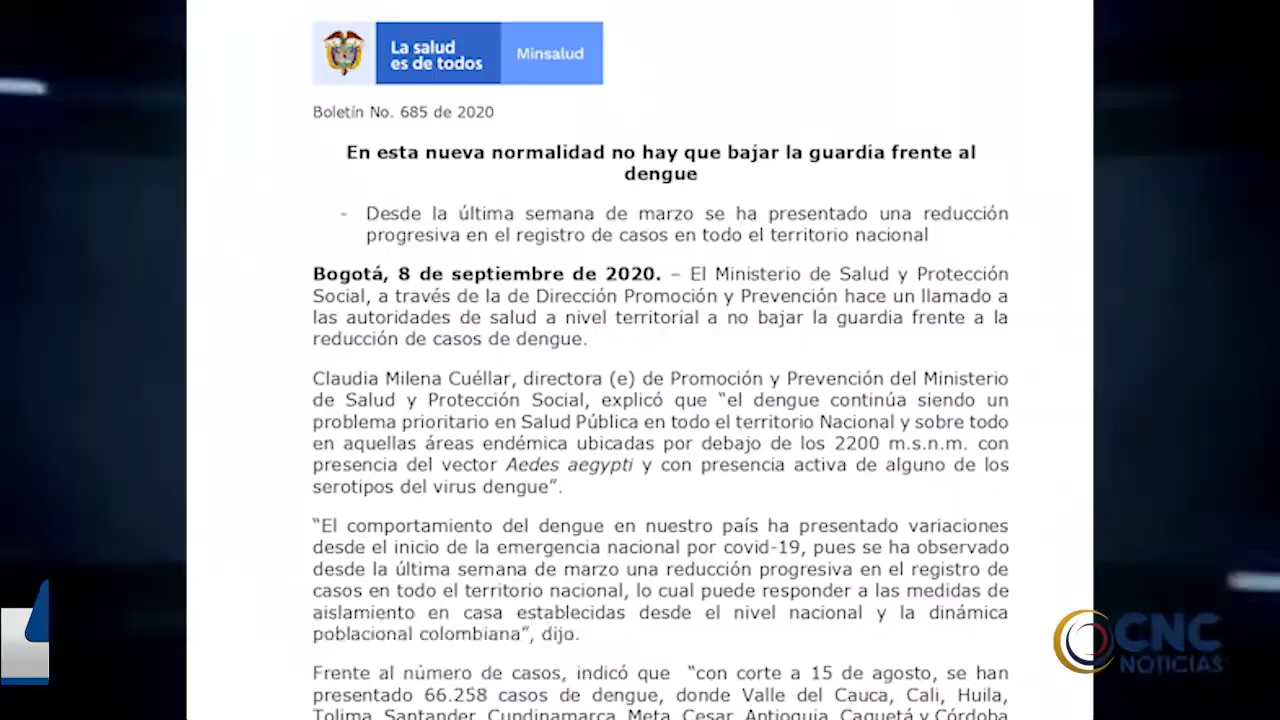 La salud
es de todos
Minsalud
Boletín No. 685 de 2020
En esta nueva normalidad no hay que bajar la guardia frente al
dengue
- Desde la última semana de marzo se ha presentado una reducción
progresiva en el registro de casos en todo el territorio nacional
Bogotá, 8 de septiembre de 2020. – El Ministerio de Salud y Protección
Social, a través de la de Dirección Promoción y Prevención hace un llamado a
las autoridades de salud a nivel territorial a no bajar la guardia frente a la
reducción de casos de dengue.
Claudia Milena Cuéllar, directora (e) de Promoción y Prevención del Ministerio
de Salud y Protección Social, explicó que “el dengue continúa siendo un
problema prioritario en Salud Pública en todo el territorio Nacional y sobre todo
en aquellas áreas endémica ubicadas por debajo de los 2200 m.s.n.m. con
presencia del vector Aedes aegypti y con presencia activa de alguno de los
serotipos del virus dengue”.
“El comportamiento del dengue en nuestro país ha presentado variaciones
desde el inicio de la emergencia nacional por covid-19, pues se ha observado
desde la última semana de marzo una reducción progresiva en el registro de
casos en todo el territorio nacional, lo cual puede responder a las medidas de
aislamiento en casa establecidas desde el nivel nacional y la dinámica
poblacional colombiana”, dijo.
Frente al número de casos, indicó que “con corte a 15 de agosto, se han
presentado 66.258 casos de dengue, donde Valle del Cauca, Cali, Huila,
Tolima, Santander, Cundinamarca, Meta, Cesar, Antioquia, Caquetá y Córdoba
CNC
NOTICIAS